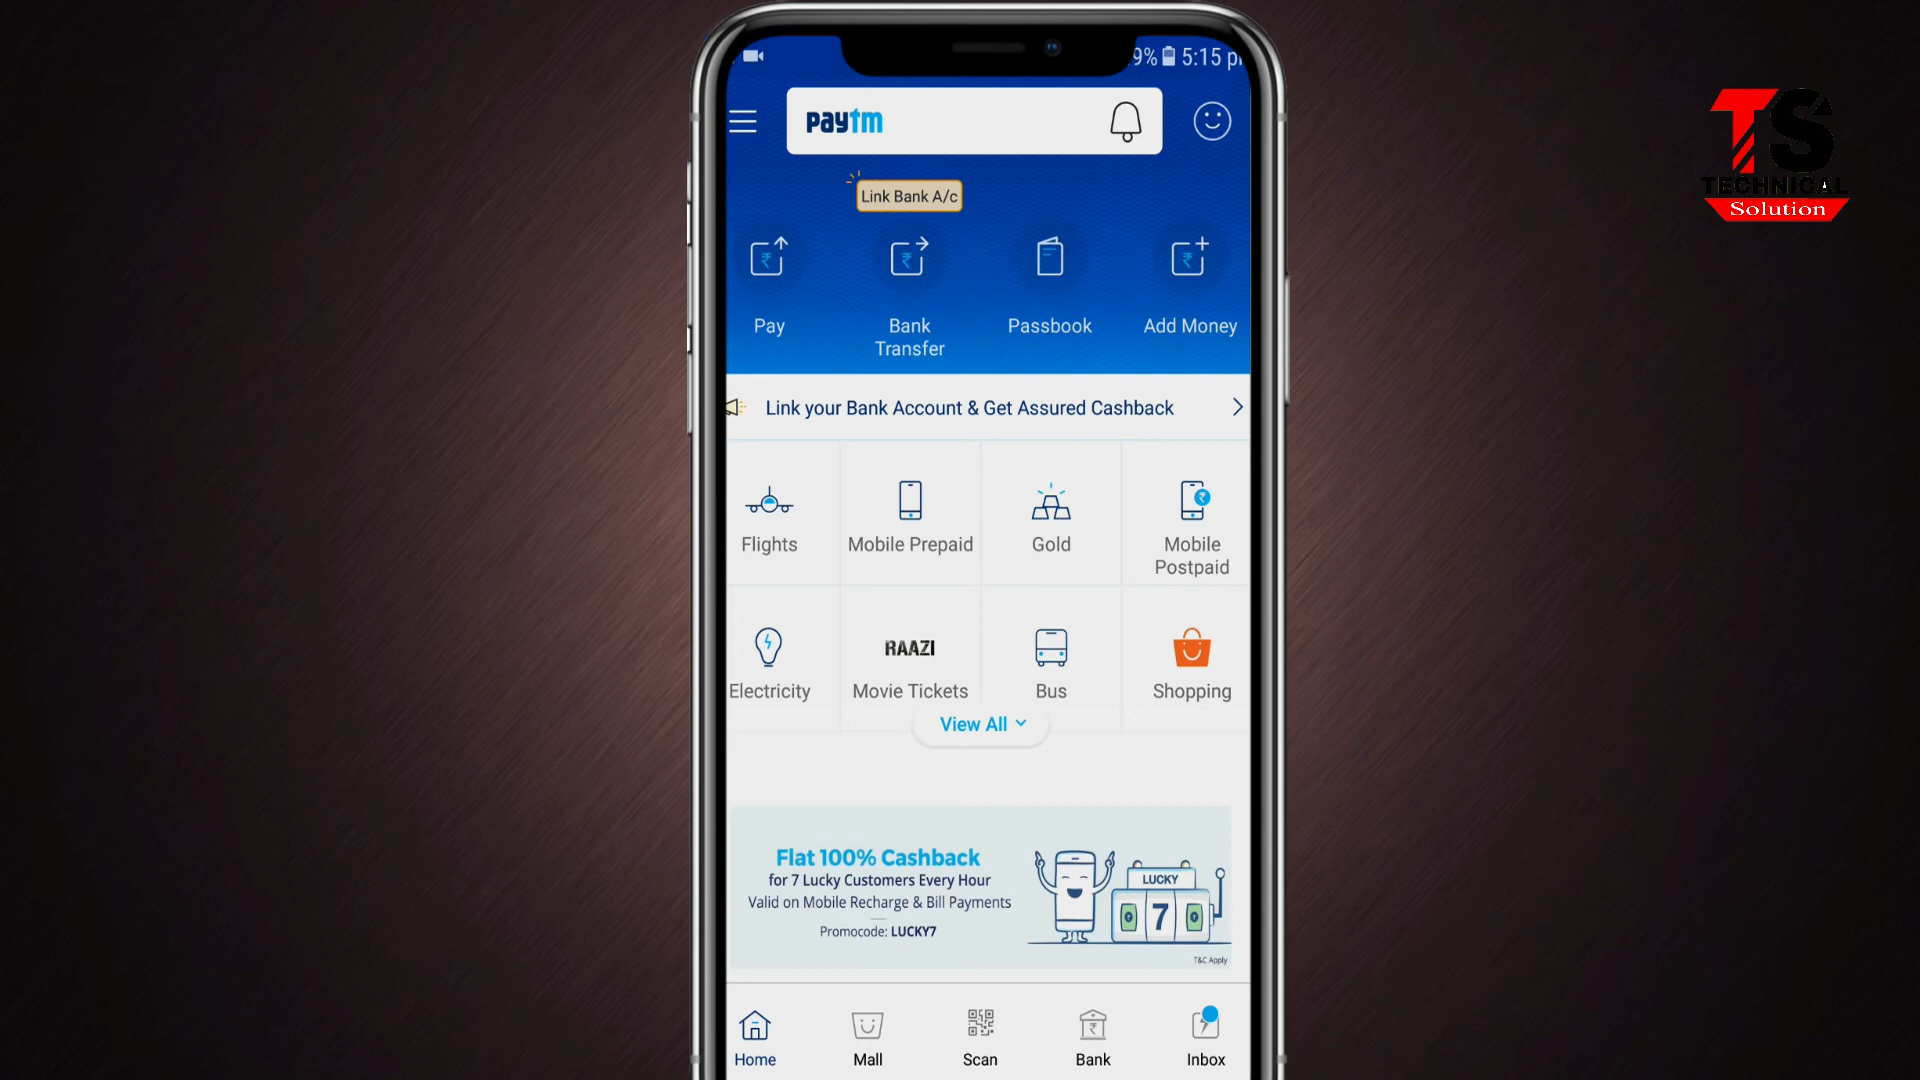 9% 5:15 p
paytm
Link Bank A/c
Pay
Bank
Transfer
Passbook
Add Money
Link your Bank Account & Get Assured Cashback
Flights
Mobile Prepaid
Gold
Mobile
Postpaid
Electricity
RAAZI
Movie Tickets
Bus
Shopping
View All
Flat 100% Cashback
for 7 Lucky Customers Every Hour
Valid on Mobile Recharge & Bill Payments
Promocode: LUCKY7
LUCKY
7
T&C Apply
Home
Mall
Scan
Bank
Inbox
TS
TECHNICAL
Solution